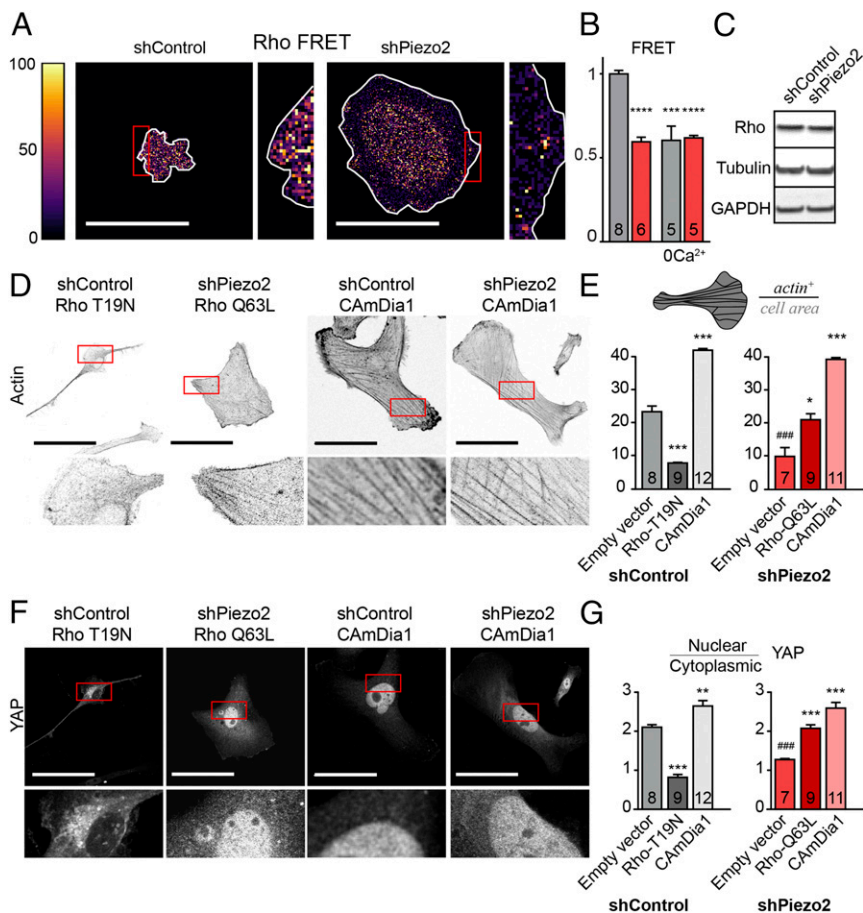 A
Rho FRET
shControl
shPiezo2
100
50
0
B
FRET
1
0.5
0
****
***
****
8
6
5
5
0Ca²⁺
C
shControl
shPiezo2
Rho
Tubulin
GAPDH
D
shControl
Rho T19N
shPiezo2
Rho Q63L
shControl
CAmDia1
shPiezo2
CAmDia1
Actin
E
actin⁺
cell area
40
30
20
10
0
***
***
8
9
12
Empty vector
Rho-T19N
CAmDia1
shControl
40
30
20
10
0
###
*
***
7
9
11
Empty vector
Rho-Q63L
CAmDia1
shPiezo2
F
shControl
Rho T19N
shPiezo2
Rho Q63L
shControl
CAmDia1
shPiezo2
CAmDia1
YAP
G
Nuclear
Cytoplasmic
YAP
3
2
1
0
***
**
8
9
12
Empty vector
Rho-T19N
CAmDia1
shControl
3
2
1
0
###
***
***
7
9
11
Empty vector
Rho-Q63L
CAmDia1
shPiezo2